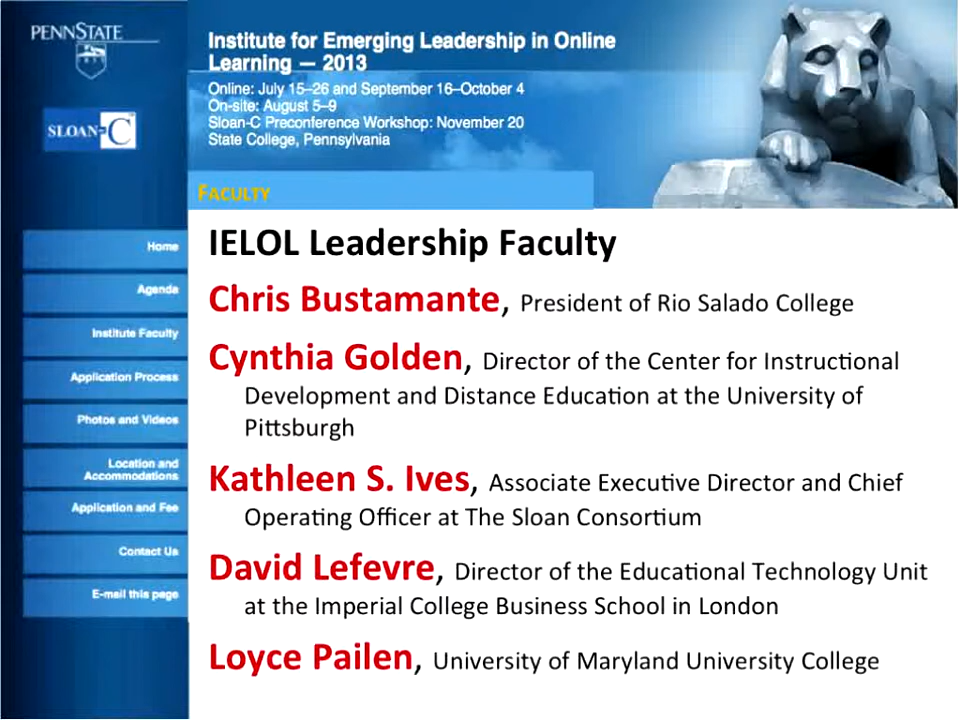 PENNSTATE
SLOAN-C
Institute for Emerging Leadership in Online
Learning — 2013
Online: July 15–26 and September 16–October 4
On-site: August 5–9
Sloan-C Preconference Workshop: November 20
State College, Pennsylvania
FACULTY
Home
Agenda
Institute Faculty
Application Process
Photos and Videos
Location and
Accommodations
Application and Fee
Contact Us
E-mail this page
IELOL Leadership Faculty
Chris Bustamante, President of Rio Salado College
Cynthia Golden, Director of the Center for Instructional
Development and Distance Education at the University of
Pittsburgh
Kathleen S. Ives, Associate Executive Director and Chief
Operating Officer at The Sloan Consortium
David Lefevre, Director of the Educational Technology Unit
at the Imperial College Business School in London
Loyce Pailen, University of Maryland University College